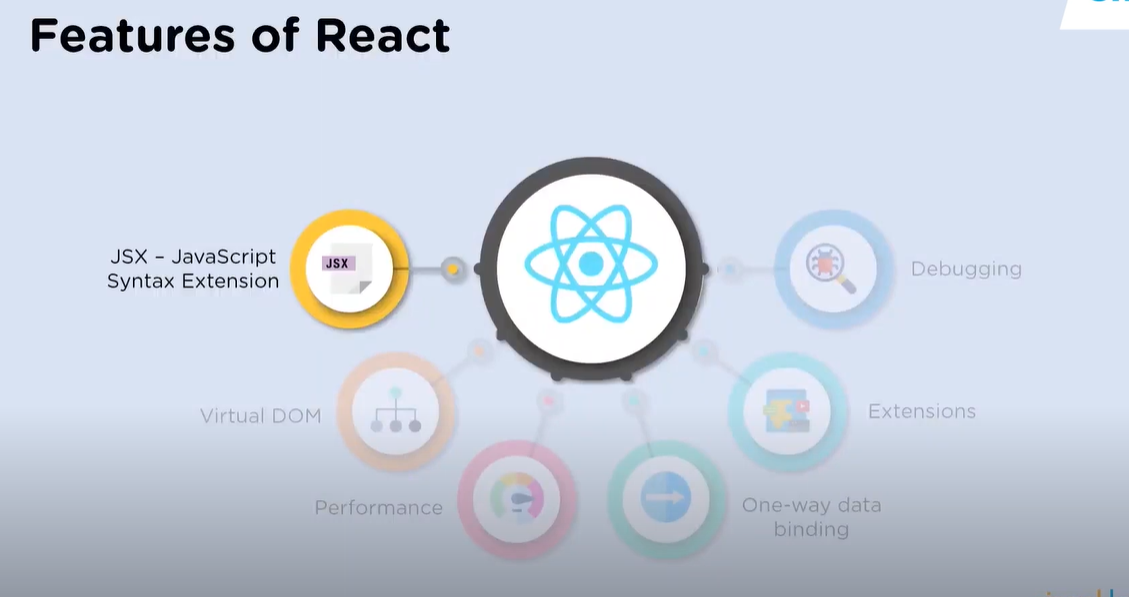 Features of React
JSX
JSX – JavaScript
Syntax Extension
Debugging
Virtual DOM
Extensions
Performance
One-way data
binding